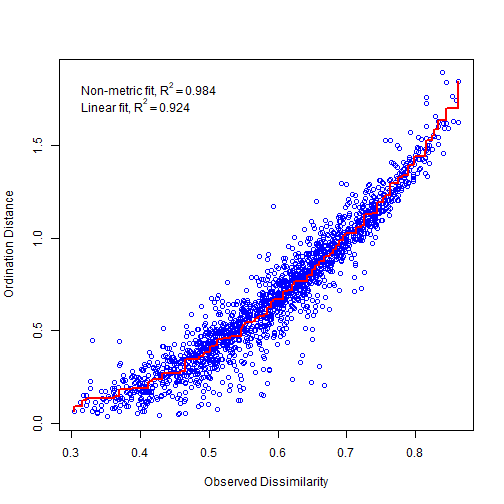 Non-metric fit, R² = 0.984
Linear fit, R² = 0.924
Ordination Distance
1.5
1.0
0.5
0.0
0.3 0.4 0.5 0.6 0.7 0.8
Observed Dissimilarity